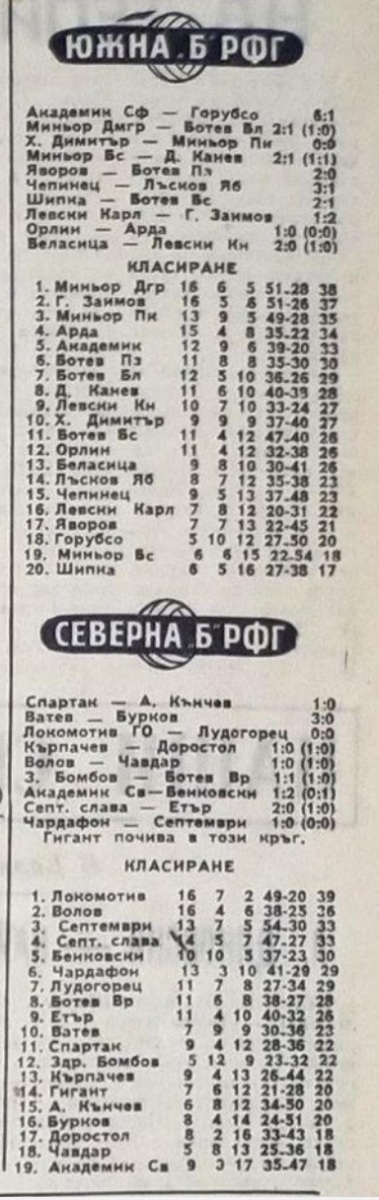 ЮЖНА „Б" РФГ
Академик Сф — Горубсо 6:1
Миньор Дмгр — Ботев Бл 2:1 (1:0)
Х. Димитър — Миньор Пк 0:0
Миньор Бс — Д. Канев 2:1 (1:1)
Яворов — Ботев Пз 2:0
Чепинец — Лъсков Яб 3:1
Шипка — Ботев Вс 2:1
Левски Карл — Г. Заимов 1:2
Орлин — Арда 1:0 (0:0)
Беласица — Левски Кн 2:0 (1:0)
КЛАСИРАНЕ
1. Миньор Дгр 16 6 5 51-28 38
2. Г. Заимов 16 5 6 51-26 37
3. Миньор Пк 13 9 5 49-28 35
4. Арда 15 4 8 35-22 34
5. Академик 12 9 6 39-20 33
6. Ботев Пз 11 8 8 35-30 30
7. Ботев Бл 12 5 10 36-26 29
8. Д. Канев 11 6 10 28
9. Левски Кн 10 7 10 33-24 27
10. Х. Димитър 9 9 9 37-40 27
11. Ботев Вс 11 4 12 47-40 26
12. Орлин 11 4 12 32-38 26
13. Беласица 9 8 10 30-41 26
14. Лъсков Яб 8 7 12 35-38 23
15. Чепинец 9 5 13 37-48 23
16. Левски Карл 7 8 12 20-31 22
17. Яворов 7 7 13 22-45 21
18. Горубсо 5 10 12 27-50 20
19. Миньор Бс 6 6 15 22-54 18
20. Шипка 6 5 16 27-38 17
СЕВЕРНА „Б" РФГ
Спартак — А. Кънчев 1:0
Ватев — Бурков 3:0
Локомотив ГО — Лудогорец 0:0
Кърпачев — Доростол 1:0 (1:0)
Волов — Чавдар 1:0 (1:0)
З. Бомбов — Ботев Вр 1:1 (1:0)
Академик Св—Бенковски 1:2 (0:1)
Септ. слава — Етър 2:0 (1:0)
Чардафон — Септември 1:0 (0:0)
Гигант почива в този кръг.
КЛАСИРАНЕ
1. Локомотив 16 7 2 49-20 39
2. Волов 16 4 6 38-25 36
3. Септември 13 7 5 54-30 33
4. Септ. слава 14 5 7 47-27 33
5. Бенковски 10 10 5 37-23 30
6. Чардафон 13 3 10 41-29 29
7. Лудогорец 11 7 8 27-34 29
8. Ботев Вр 11 6 8 38-27 28
9. Етър 11 4 10 40-32 26
10. Ватев 7 9 9 30-36 23
11. Спартак 9 4 12 28-36 22
12. Здр. Бомбов 5 12 9 23-32 22
13. Кърпачев 9 4 13 26-44 22
14. Гигант 7 6 12 21-28 20
15. А. Кънчев 6 8 12 34-50 20
16. Бурков 8 4 14 24-51 20
17. Доростол 8 2 16 33-43 18
18. Чавдар 5 8 13 25-36 18
19. Академик Св 9 3 17 35-47 18